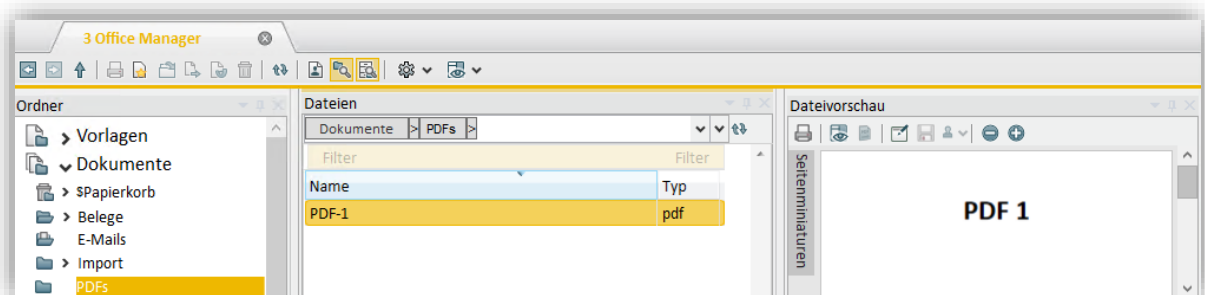 3 Office Manager
Ordner
Vorlagen
Dokumente
$Papierkorb
Belege
E-Mails
Import
PDFs
Dateien
Dokumente PDFs
Filter Filter
Name Typ
PDF-1 pdf
Dateivorschau
Seitenminiaturen
PDF 1